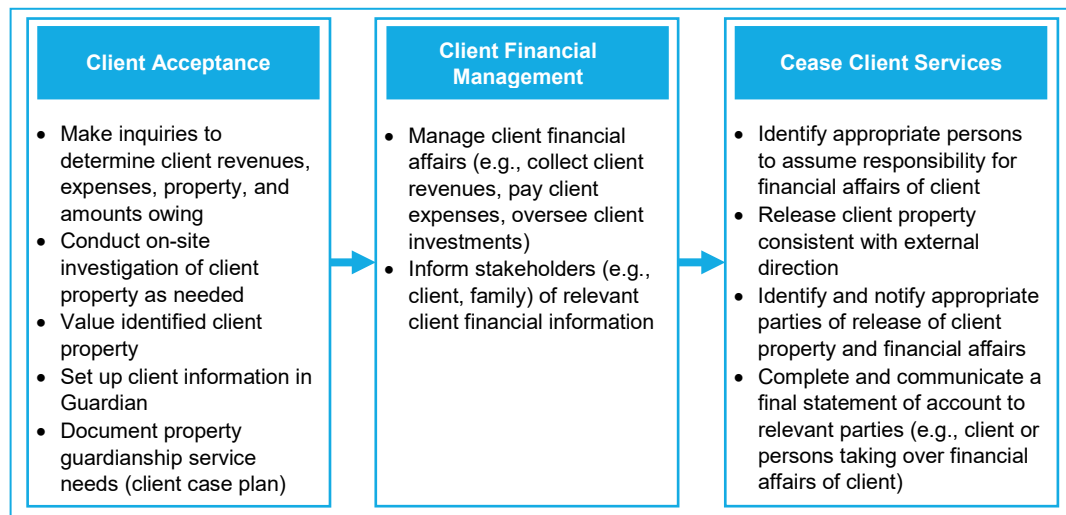 Client Acceptance
• Make inquiries to
determine client revenues,
expenses, property, and
amounts owing
• Conduct on-site
investigation of client
property as needed
• Value identified client
property
• Set up client information in
Guardian
• Document property
guardianship service
needs (client case plan)
Client Financial
Management
• Manage client financial
affairs (e.g., collect client
revenues, pay client
expenses, oversee client
investments)
• Inform stakeholders (e.g.,
client, family) of relevant
client financial information
Cease Client Services
• Identify appropriate persons
to assume responsibility for
financial affairs of client
• Release client property
consistent with external
direction
• Identify and notify appropriate
parties of release of client
property and financial affairs
• Complete and communicate a
final statement of account to
relevant parties (e.g., client or
persons taking over financial
affairs of client)